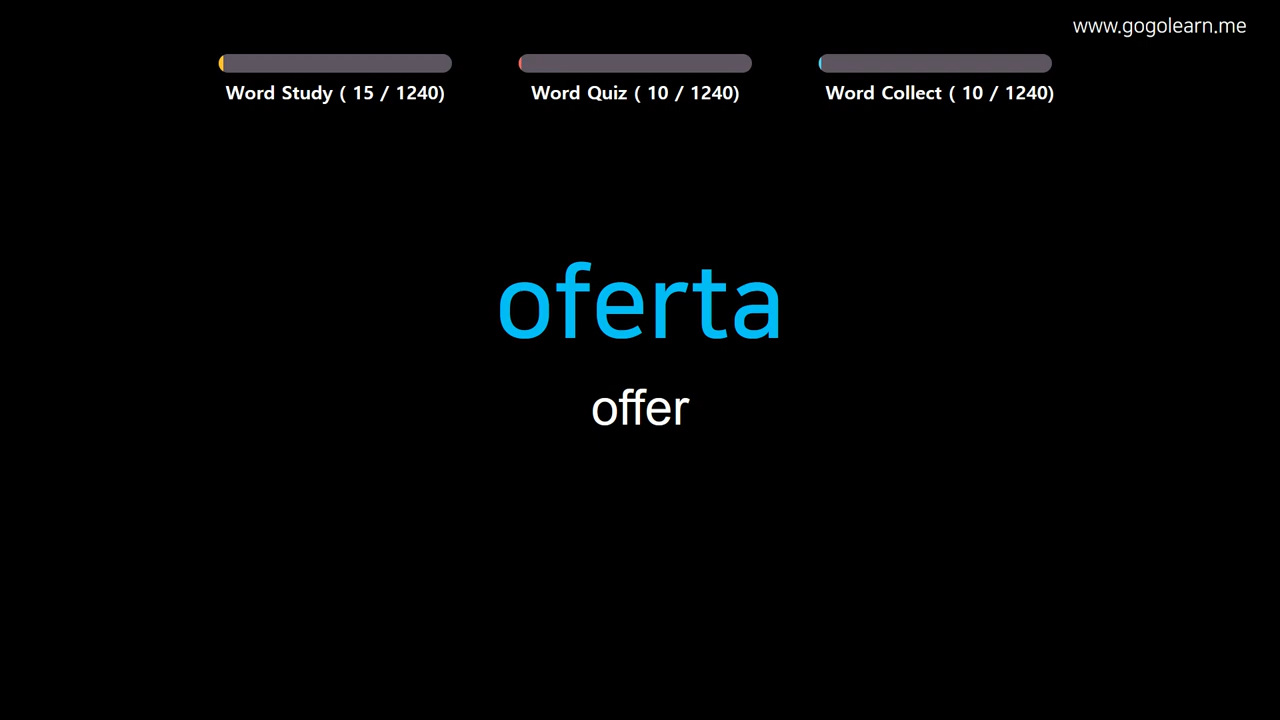 www.gogolearn.me
Word Study ( 15 / 1240)
Word Quiz ( 10 / 1240)
Word Collect ( 10 / 1240)
oferta
offer